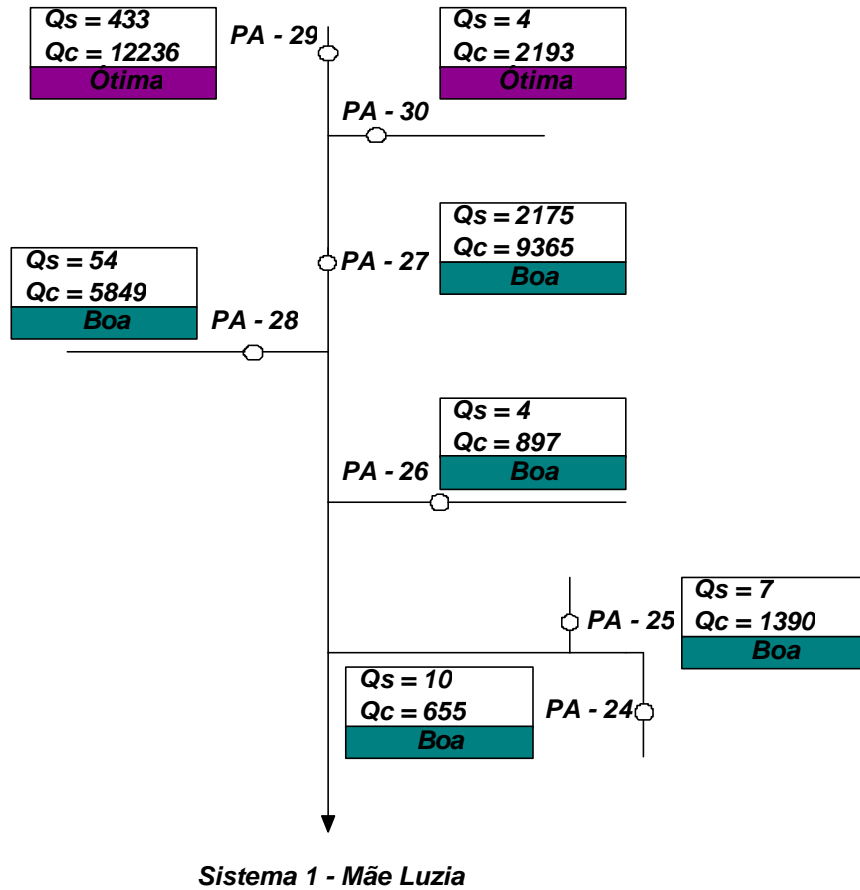 Qs = 433
Qc = 12236
Ótima
PA - 29
Qs = 4
Qc = 2193
Ótima
PA - 30
Qs = 2175
Qc = 9365
Boa
PA - 27
Qs = 54
Qc = 5849
Boa
PA - 28
Qs = 4
Qc = 897
Boa
PA - 26
Qs = 7
Qc = 1390
Boa
PA - 25
Qs = 10
Qc = 655
Boa
PA - 24
Sistema 1 - Mãe Luzia